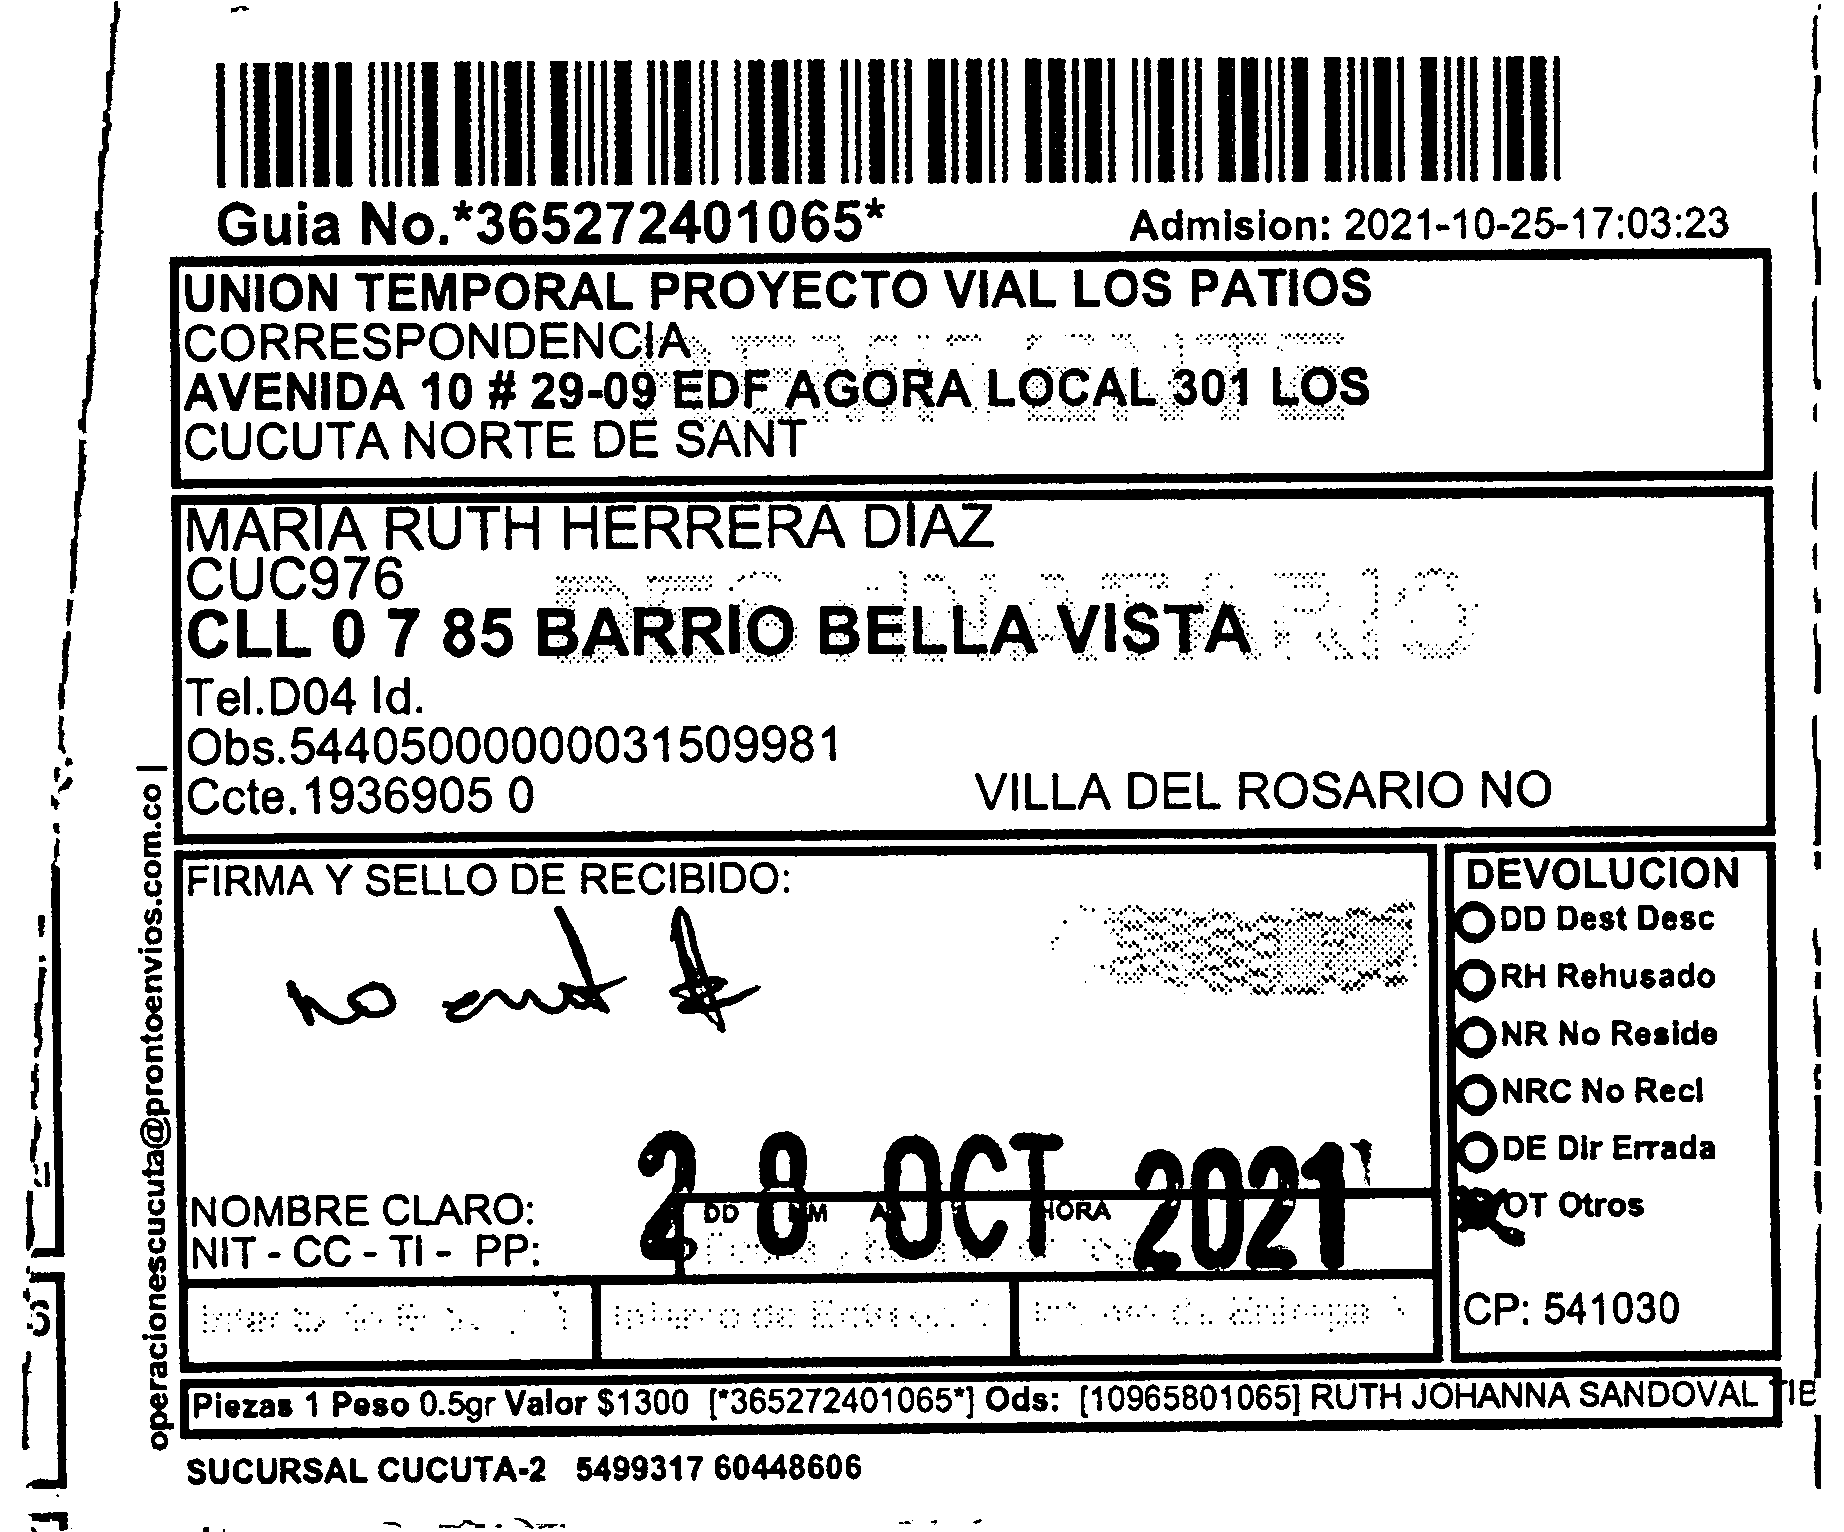 Guia No.*365272401065*
Admision: 2021-10-25-17:03:23
UNION TEMPORAL PROYECTO VIAL LOS PATIOS
CORRESPONDENCIA
AVENIDA 10 # 29-09 EDF AGORA LOCAL 301 LOS
CUCUTA NORTE DE SANT
MARIA RUTH HERRERA DIAZ
CUC976
DESTINATARIO
CLL 0 7 85 BARRIO BELLA VISTA
Tel.D04 Id.
Obs.544050000000031509981
Ccte.1936905 0
VILLA DEL ROSARIO NO
operacionescucuta@prontoenvios.com.co |
FIRMA Y SELLO DE RECIBIDO:
no
#
28 OCT 2021
NOMBRE CLARO:
DD MM AA HORA
NIT - CC - TI - PP:
DEVOLUCION
DD Dest Desc
RH Rehusado
NR No Reside
NRC No Recl
DE Dir Errada
OT Otros
CP: 541030
Piezas 1 Peso 0.5gr Valor $1300 [*365272401065*] Ods: [10965801065] RUTH JOHANNA SANDOVAL TIE
SUCURSAL CUCUTA-2 5499317 60448606